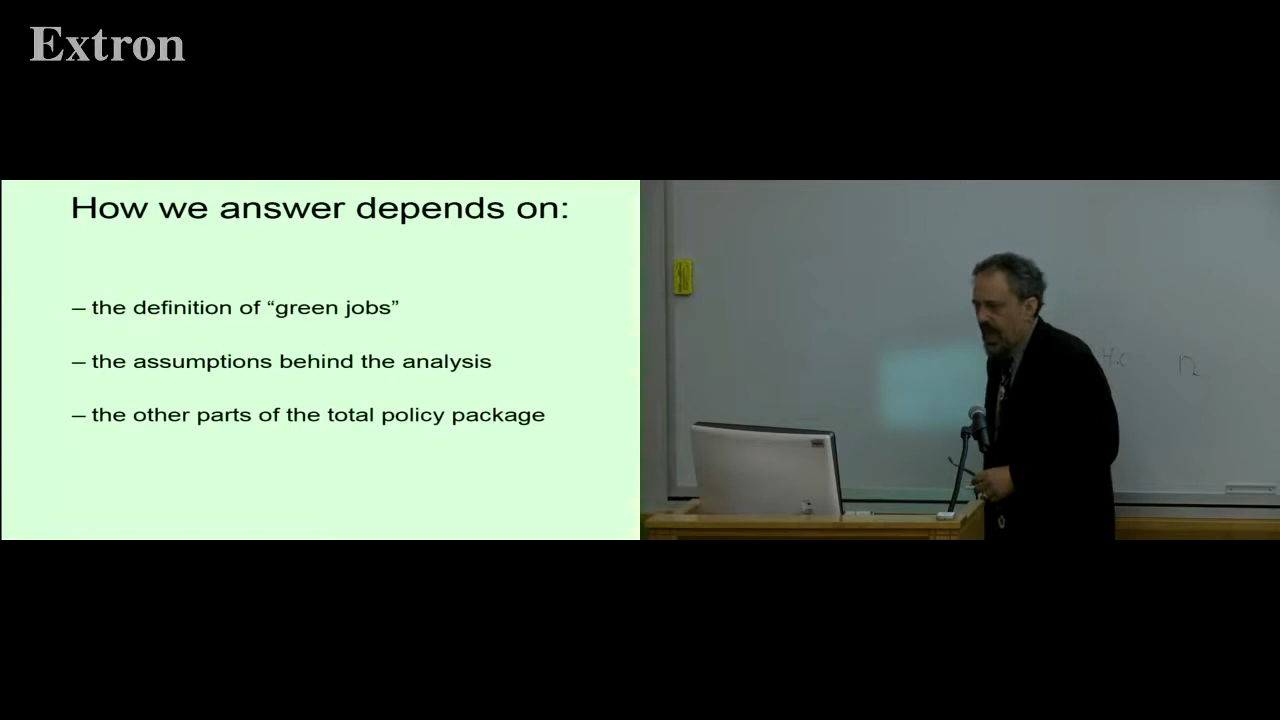 Extron
How we answer depends on:
– the definition of “green jobs”
– the assumptions behind the analysis
– the other parts of the total policy package